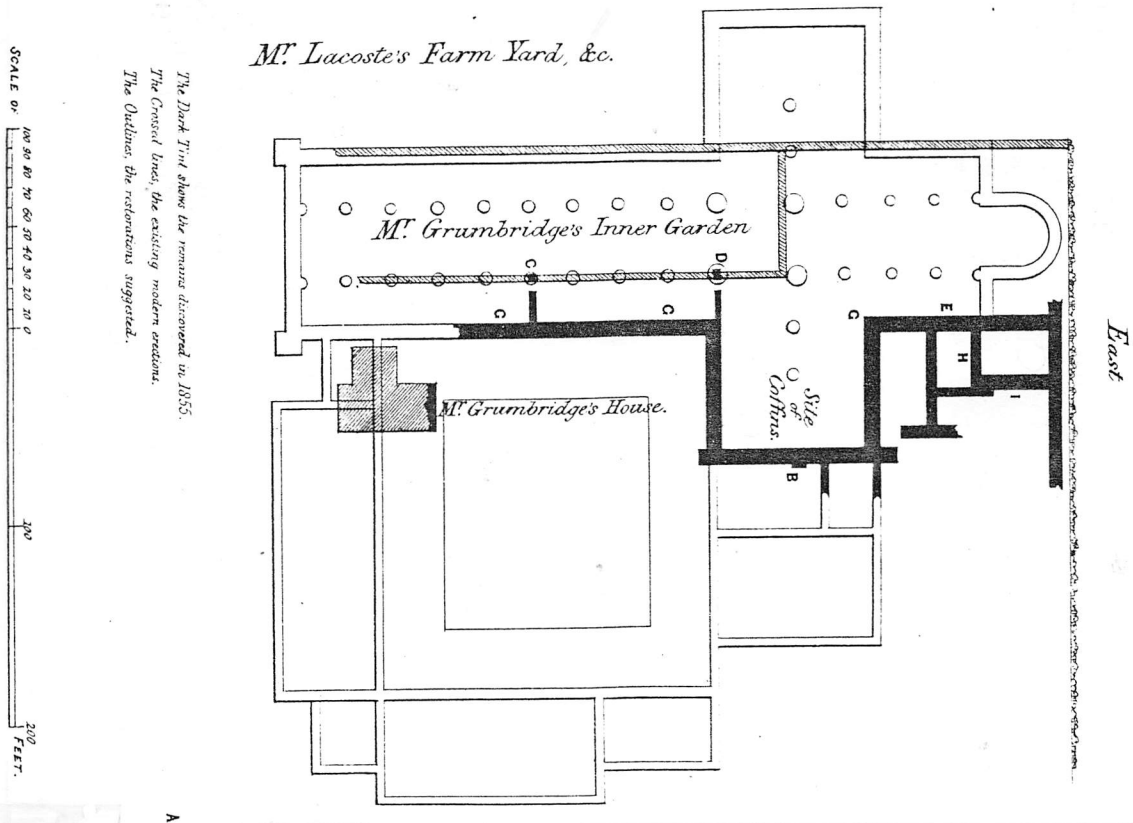 Mr. Lacoste's Farm Yard, &c.
The Dark Tint shows the remains discovered in 1855.
The Crossed lines, the existing modern erections.
The Outlines, the restorations suggested.
SCALE OF
100 90 80 70 60 50 40 30 20 10 0
100
200
FEET.
Mr. Grumbridge's Inner Garden
C
D
G
G
G
E
H
I
East
Site
of
Coffins.
Mr. Grumbridge's House.
B
A